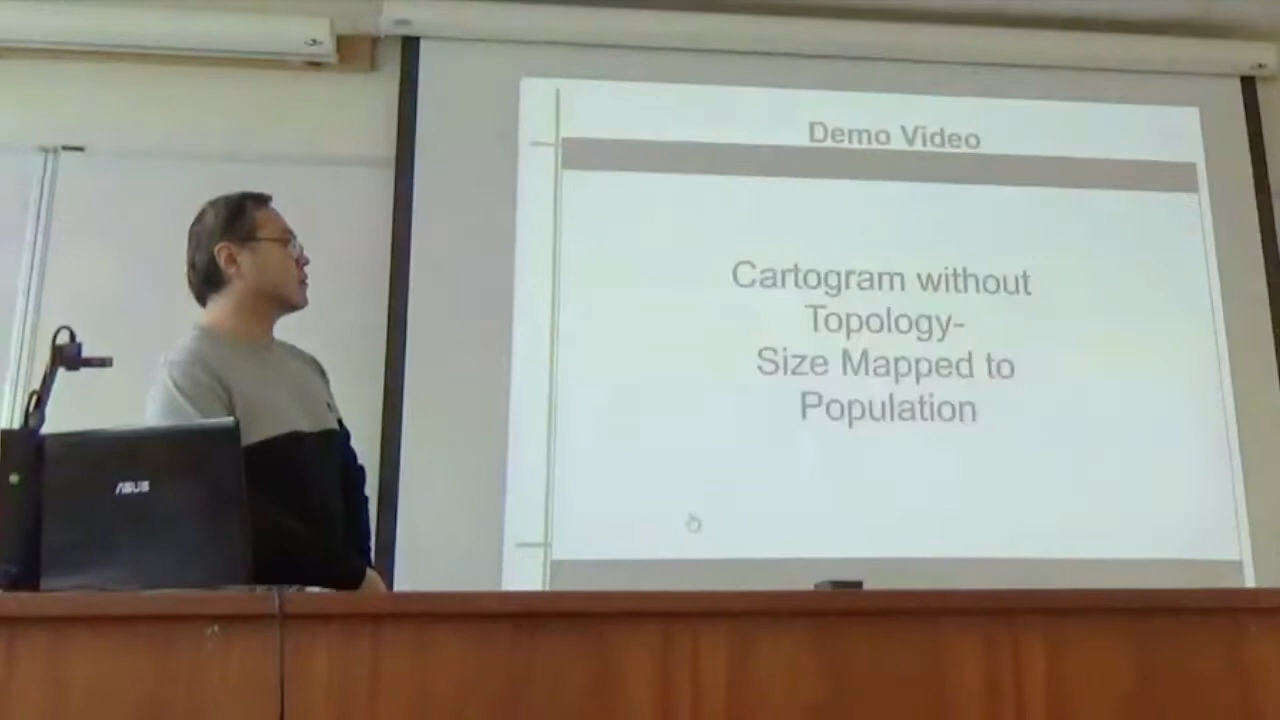 Demo Video
Cartogram without
Topology-
Size Mapped to
Population
ASUS